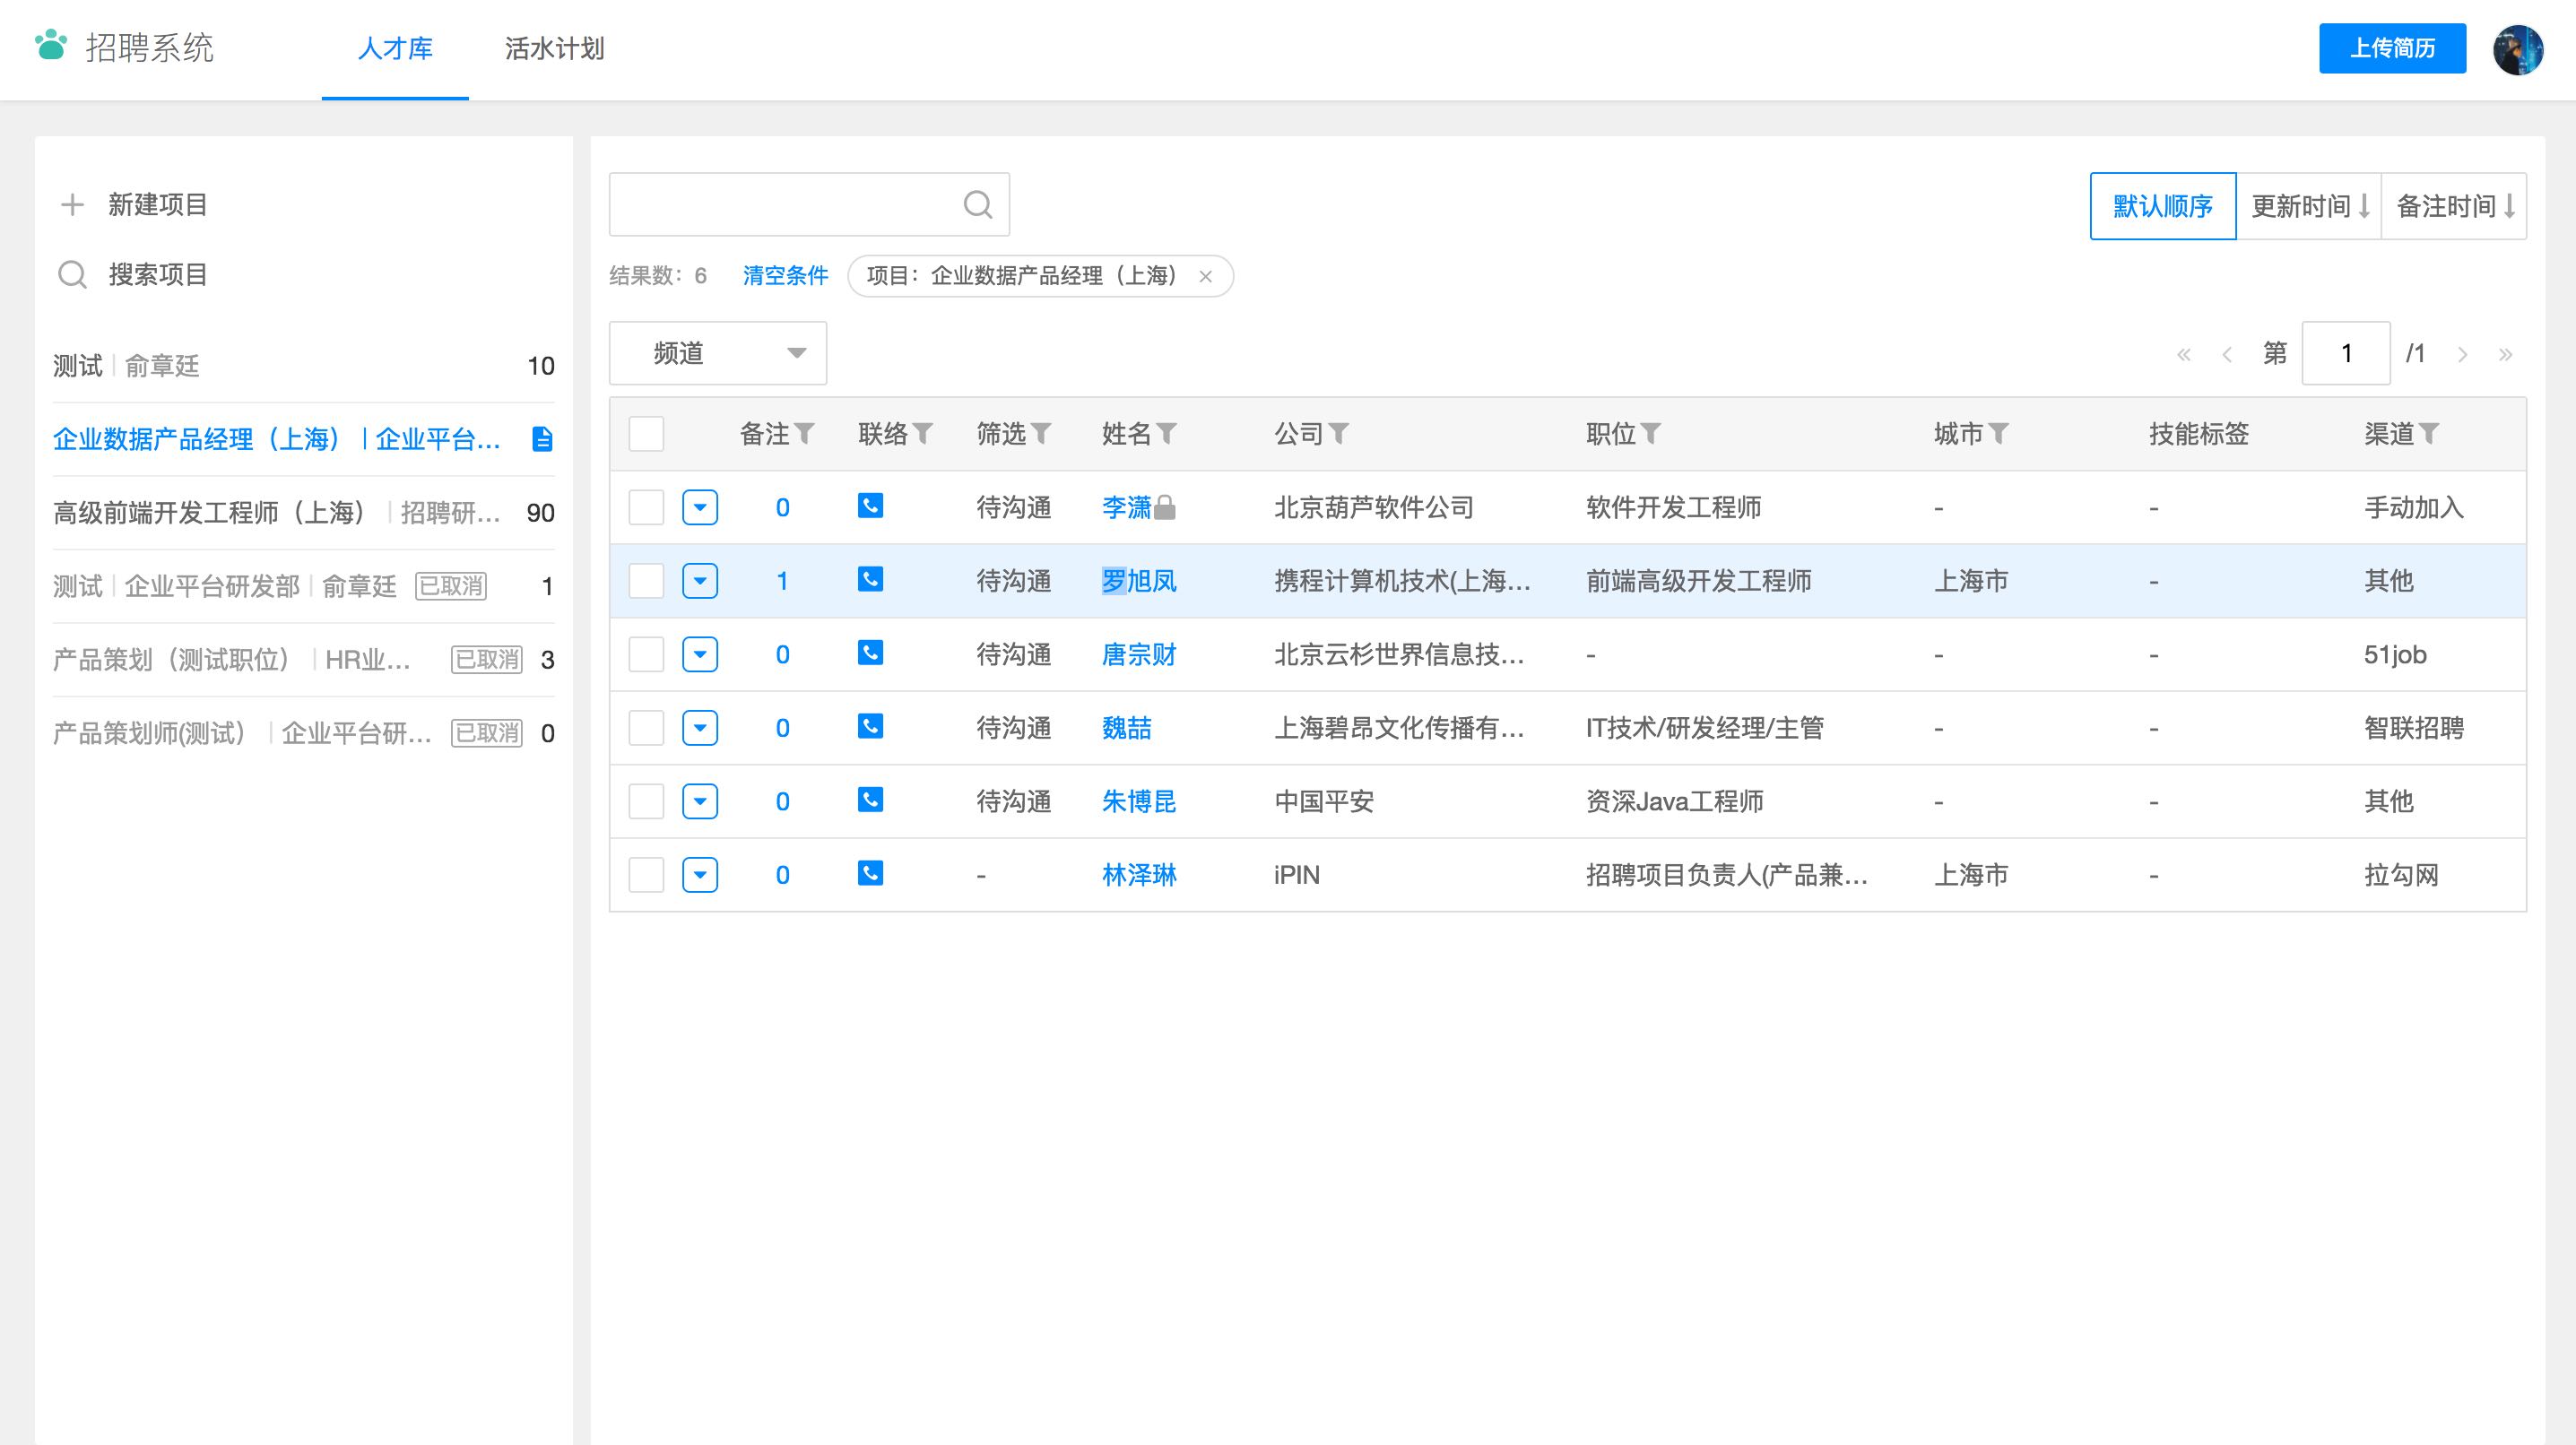 招聘系统 人才库 活水计划 上传简历
新建项目
搜索项目
测试 俞章廷 10
企业数据产品经理（上海） 企业平台...
高级前端开发工程师（上海） 招聘研... 90
测试 企业平台研发部 俞章廷 已取消 1
产品策划（测试职位） HR业... 已取消 3
产品策划师(测试） 企业平台研... 已取消 0
默认顺序 更新时间 备注时间
结果数：6 清空条件 项目：企业数据产品经理（上海） ×
频道 « ‹ 第 1 /1 › »
备注 联络 筛选 姓名 公司 职位 城市 技能标签 渠道
0 待沟通 李潇 北京葫芦软件公司 软件开发工程师 - - 手动加入
1 待沟通 罗旭凤 携程计算机技术(上海... 前端高级开发工程师 上海市 - 其他
0 待沟通 唐宗财 北京云杉世界信息技... - - - 51job
0 待沟通 魏喆 上海碧昂文化传播有... IT技术/研发经理/主管 - - 智联招聘
0 待沟通 朱博昆 中国平安 资深Java工程师 - - 其他
0 - 林泽琳 iPIN 招聘项目负责人(产品兼... 上海市 - 拉勾网